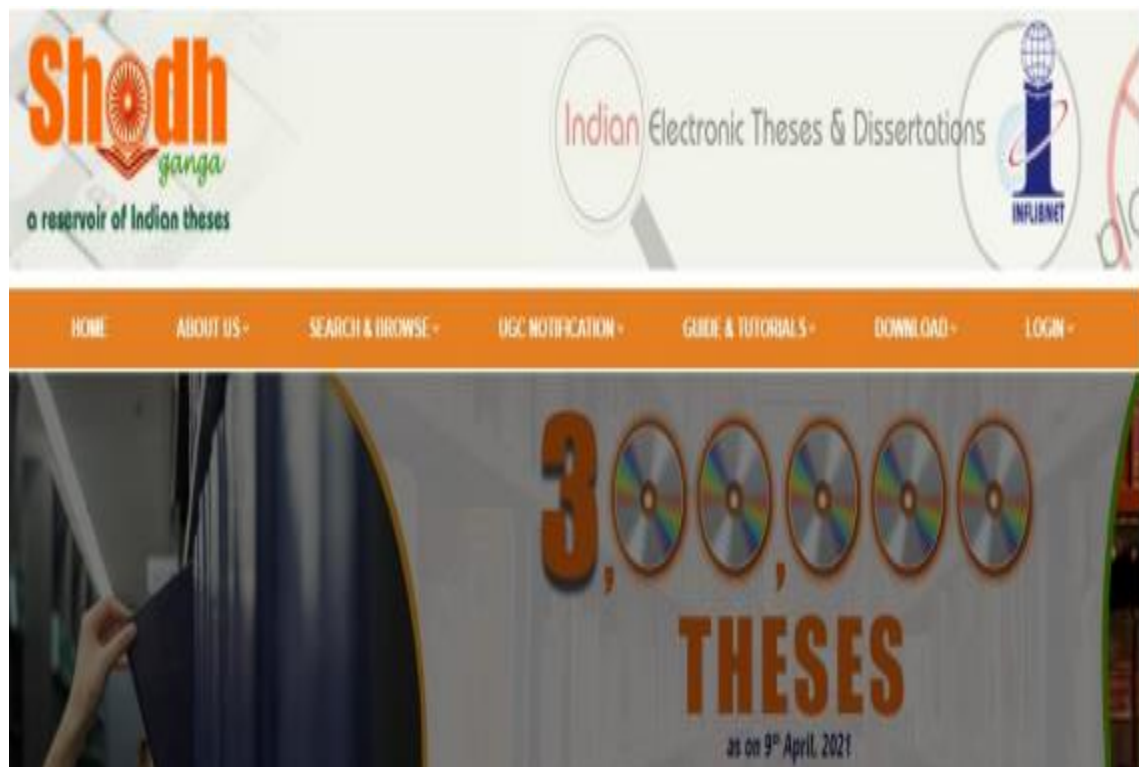 Shodh
ganga
a reservoir of Indian theses
Indian Electronic Theses & Dissertations
INFLIBNET
HOME ABOUT US SEARCH & BROWSE UGC NOTIFICATION GUIDE & TUTORIALS DOWNLOAD LOGIN
3,00,000
THESES
as on 9th April, 2021